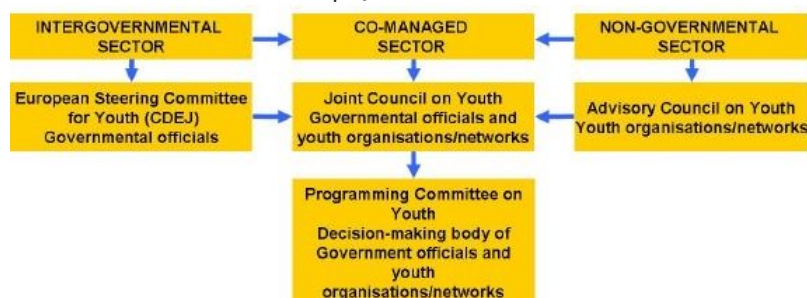 INTERGOVERNMENTAL
SECTOR
CO-MANAGED
SECTOR
NON-GOVERNMENTAL
SECTOR
European Steering Committee
for Youth (CDEJ)
Governmental officials
Joint Council on Youth
Governmental officials and
youth organisations/networks
Advisory Council on Youth
Youth organisations/networks
Programming Committee on
Youth
Decision-making body of
Government officials and
youth
organisations/networks